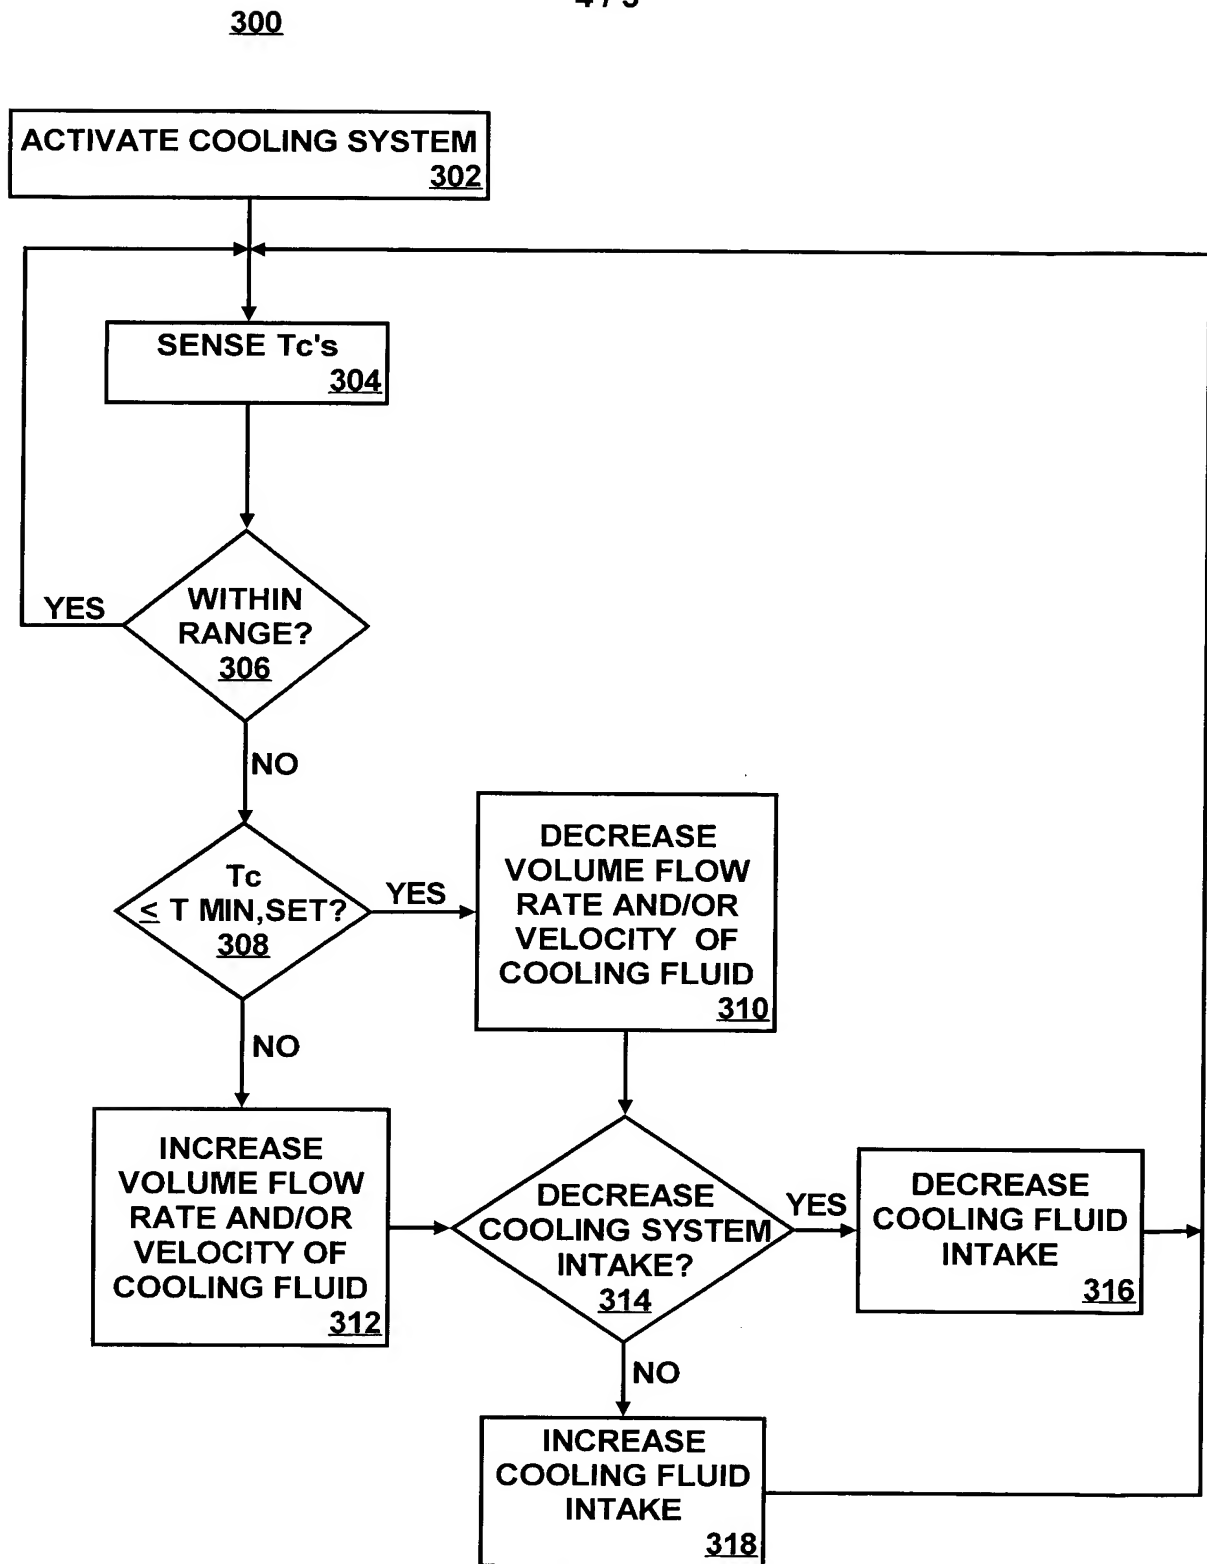 300
ACTIVATE COOLING SYSTEM
302
SENSE Tc's
304
YES
WITHIN
RANGE?
306
NO
Tc
≤ T MIN,SET?
308
YES
DECREASE
VOLUME FLOW
RATE AND/OR
VELOCITY OF
COOLING FLUID
310
NO
INCREASE
VOLUME FLOW
RATE AND/OR
VELOCITY OF
COOLING FLUID
312
DECREASE
COOLING SYSTEM
INTAKE?
314
YES
DECREASE
COOLING FLUID
INTAKE
316
NO
INCREASE
COOLING FLUID
INTAKE
318